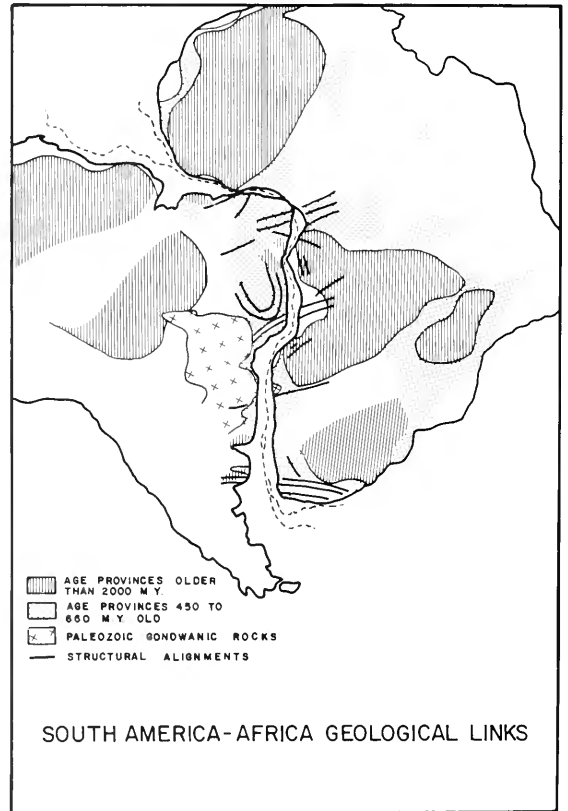 AGE PROVINCES OLDER
THAN 2000 M.Y.
AGE PROVINCES 450 TO
660 M.Y. OLD
PALEOZOIC GONDWANIC ROCKS
STRUCTURAL ALIGNMENTS
SOUTH AMERICA-AFRICA GEOLOGICAL LINKS